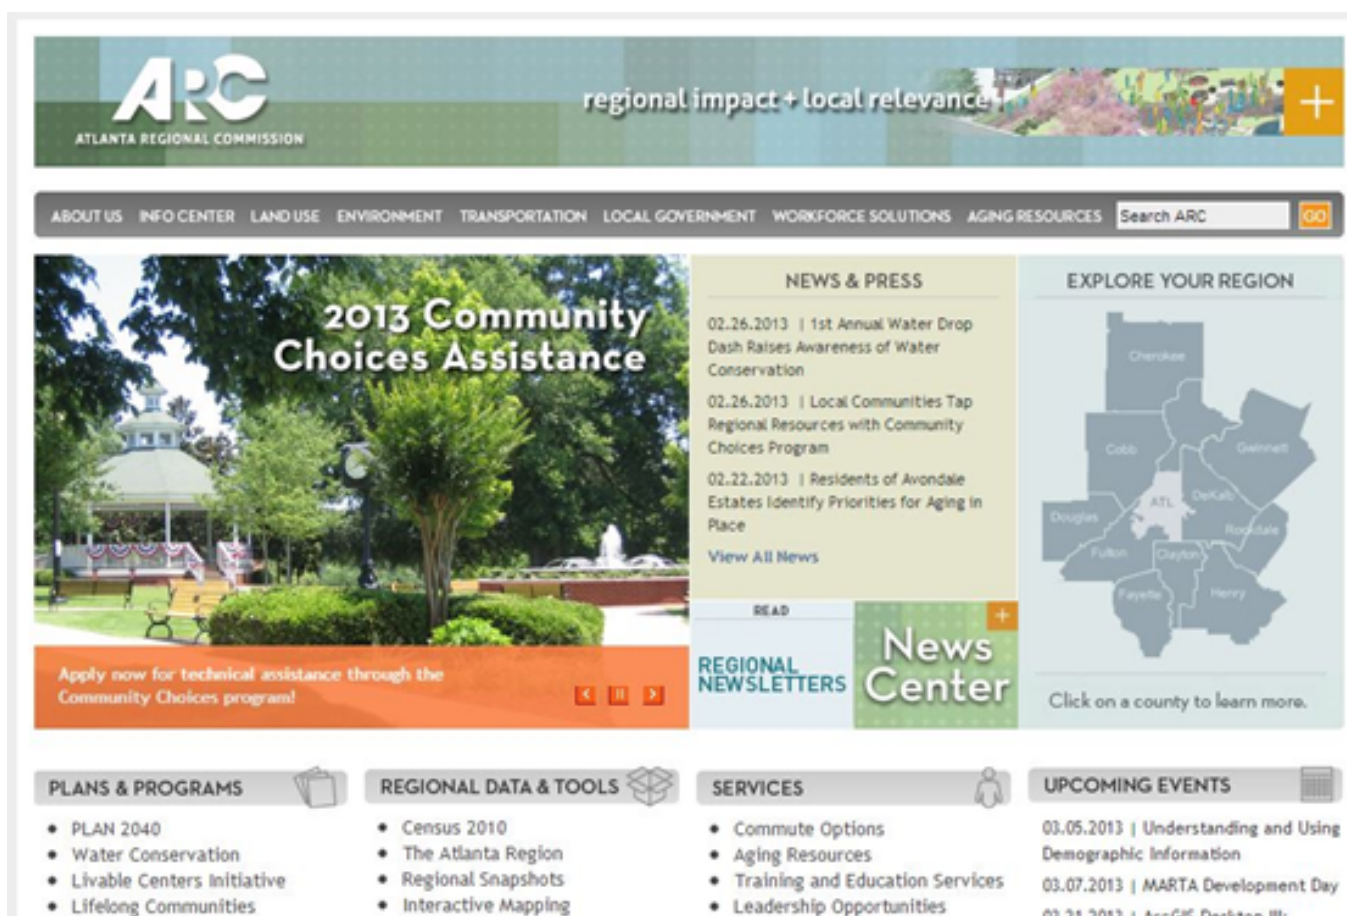 ARC
ATLANTA REGIONAL COMMISSION
regional impact + local relevance
+
ABOUT US INFO CENTER LAND USE ENVIRONMENT TRANSPORTATION LOCAL GOVERNMENT WORKFORCE SOLUTIONS AGING RESOURCES Search ARC GO
2013 Community
Choices Assistance
Apply now for technical assistance through the
Community Choices program!
NEWS & PRESS
02.26.2013 | 1st Annual Water Drop
Dash Raises Awareness of Water
Conservation
02.26.2013 | Local Communities Tap
Regional Resources with Community
Choices Program
02.22.2013 | Residents of Avondale
Estates Identify Priorities for Aging in
Place
View All News
READ
REGIONAL
NEWSLETTERS
+
News
Center
EXPLORE YOUR REGION
Cherokee
Cobb
Gwinnett
ATL
DeKalb
Douglas
Rockdale
Fulton
Clayton
Fayette
Henry
Click on a county to learn more.
PLANS & PROGRAMS
• PLAN 2040
• Water Conservation
• Livable Centers Initiative
• Lifelong Communities
REGIONAL DATA & TOOLS
• Census 2010
• The Atlanta Region
• Regional Snapshots
• Interactive Mapping
SERVICES
• Commute Options
• Aging Resources
• Training and Education Services
• Leadership Opportunities
UPCOMING EVENTS
03.05.2013 | Understanding and Using
Demographic Information
03.07.2013 | MARTA Development Day
03.21.2013 | ArcGIS Desktop